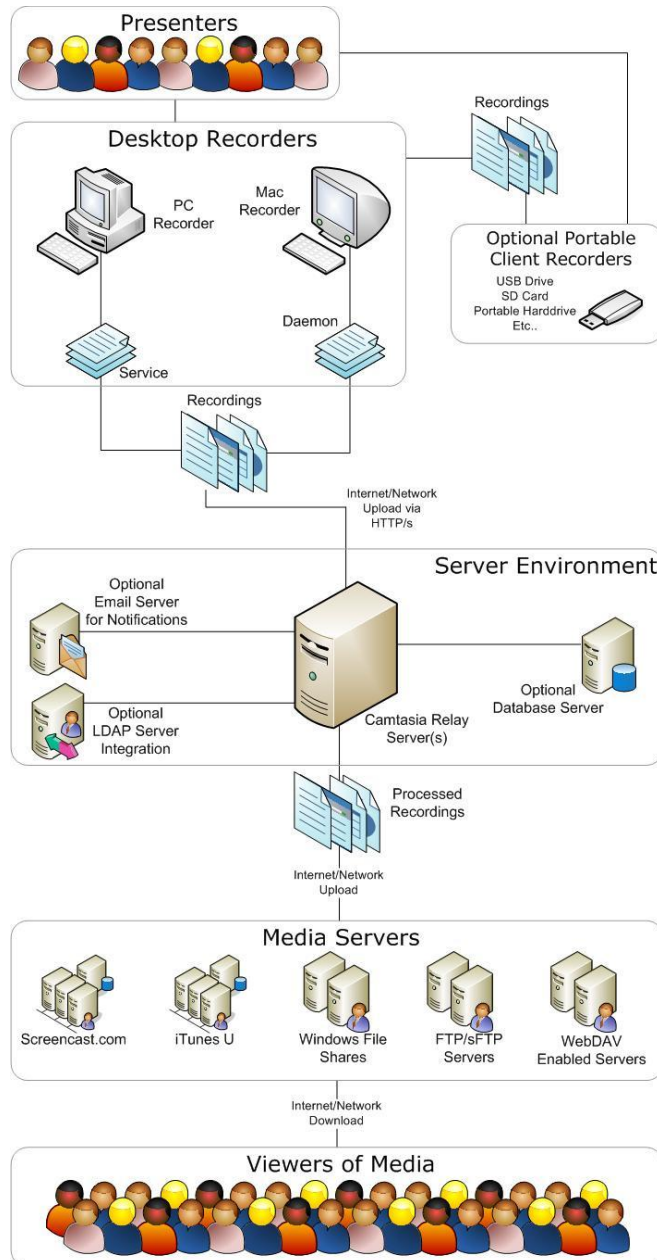 Presenters
Recordings
Desktop Recorders
PC
Recorder
Mac
Recorder
Optional Portable
Client Recorders
USB Drive
SD Card
Portable Harddrive
Etc..
Service
Daemon
Recordings
Internet/Network
Upload via
HTTP/s
Server Environment
Optional
Email Server
for Notifications
Optional
LDAP Server
Integration
Camtasia Relay
Server(s)
Optional
Database Server
Processed
Recordings
Internet/Network
Upload
Media Servers
Screencast.com
iTunes U
Windows File
Shares
FTP/sFTP
Servers
WebDAV
Enabled Servers
Internet/Network
Download
Viewers of Media